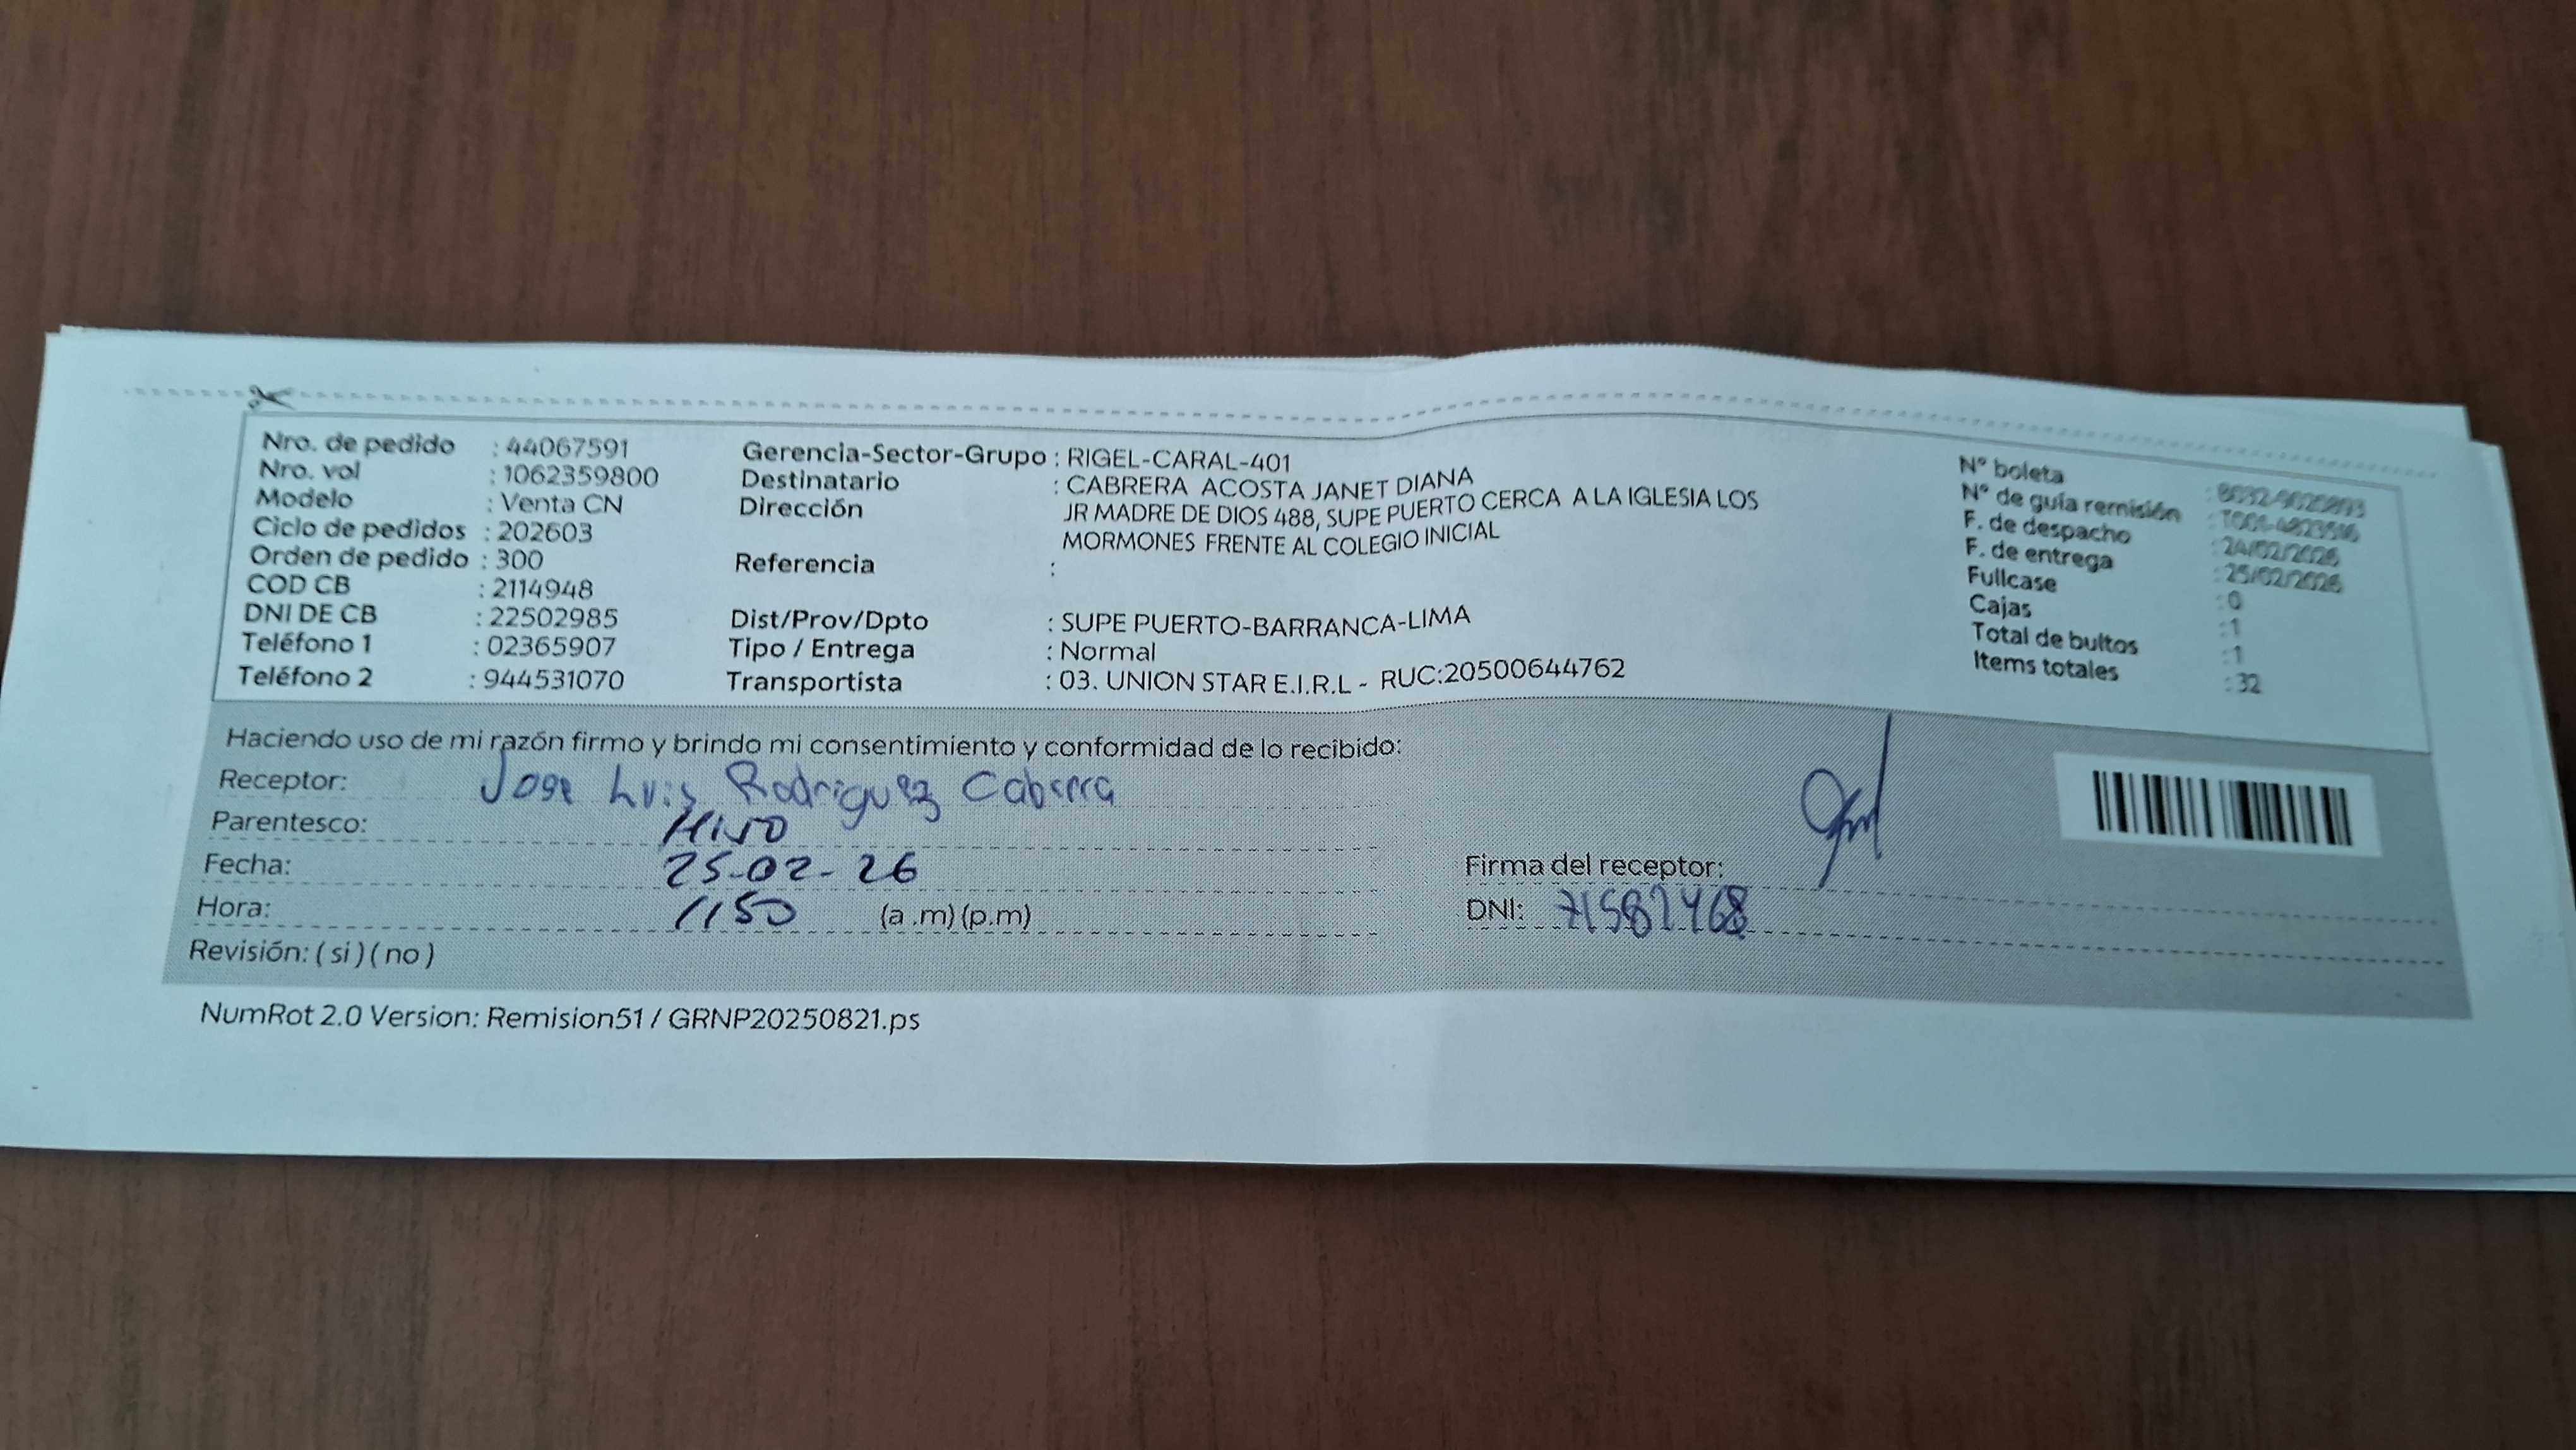 Nro. de pedido : 44067591
Nro. vol : 1062359800
Modelo : Venta CN
Ciclo de pedidos : 202603
Orden de pedido : 300
COD CB : 2114948
DNI DE CB : 22502985
Teléfono 1 : 02365907
Teléfono 2 : 944531070
Gerencia-Sector-Grupo : RIGEL-CARAL-401
Destinatario : CABRERA ACOSTA JANET DIANA
Dirección JR MADRE DE DIOS 488, SUPE PUERTO CERCA A LA IGLESIA LOS
MORMONES FRENTE AL COLEGIO INICIAL
Referencia :
Dist/Prov/Dpto : SUPE PUERTO-BARRANCA-LIMA
Tipo / Entrega : Normal
Transportista : 03. UNION STAR E.I.R.L - RUC:20500644762
N° boleta :
N° de guía remisión :
F. de despacho : 24/02/2026
F. de entrega : 25/02/2026
Fullcase : 0
Cajas : 1
Total de bultos : 1
Items totales : 32
Haciendo uso de mi razón firmo y brindo mi consentimiento y conformidad de lo recibido:
Receptor: Jose Luis Rodriguez Cabrera
Parentesco: HIJO
Fecha: 25-02-26
Hora: 1150 (a .m) (p.m)
Revisión: ( si ) ( no )
Firma del receptor:
DNI:
NumRot 2.0 Version: Remision51 / GRNP20250821.ps